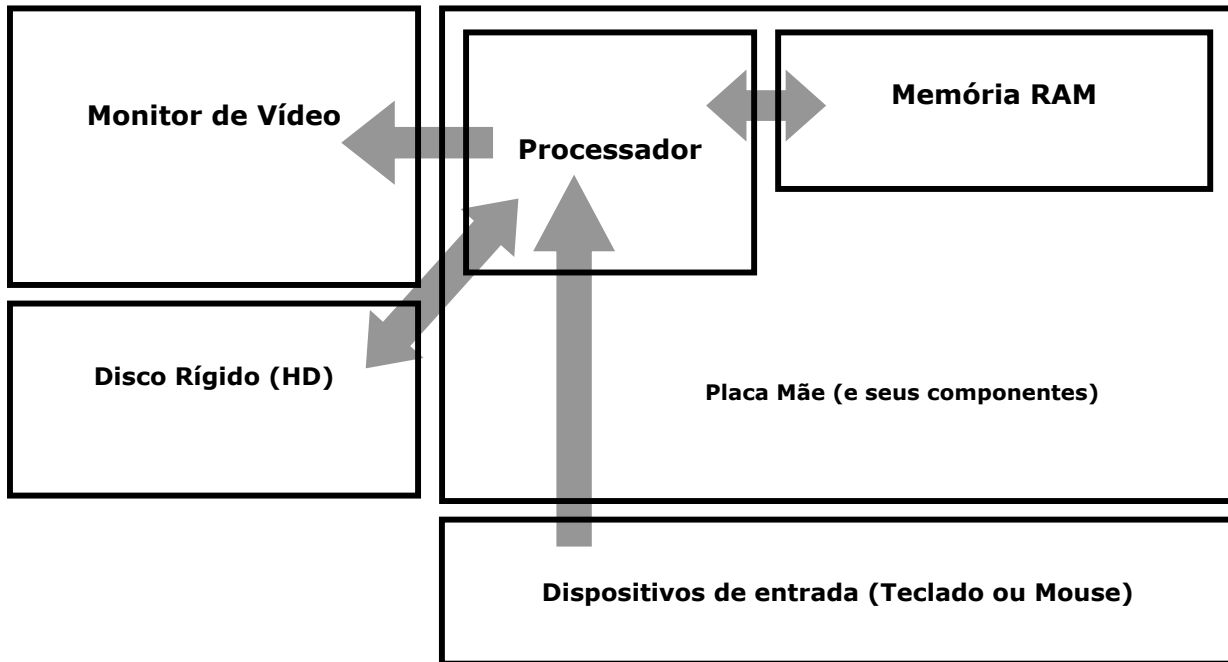 Monitor de Vídeo
Processador
Memória RAM
Disco Rígido (HD)
Placa Mãe (e seus componentes)
Dispositivos de entrada (Teclado ou Mouse)